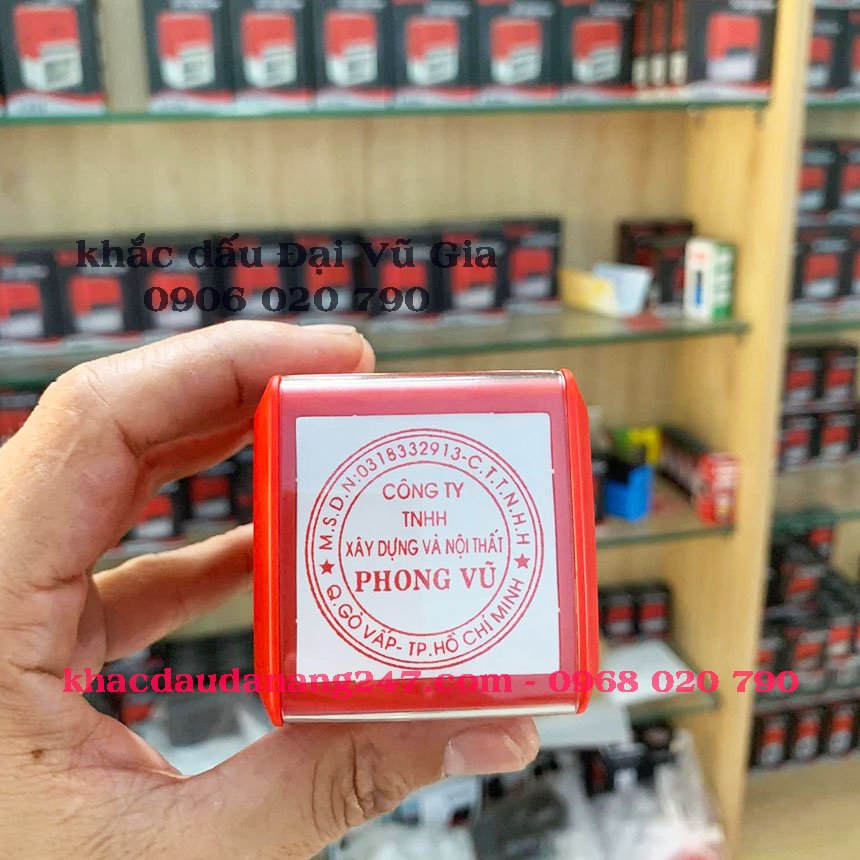 khắc dấu Đại Vũ Gia
0906 020 790
M.S.D.N:0318332913-C.T.T.N.H.H
CÔNG TY
TNHH
XÂY DỰNG VÀ NỘI THẤT
PHONG VŨ
★ Q.GÒ VẤP- TP.HỒ CHÍ MINH ★
khacdaudanang247.com - 0968 020 790